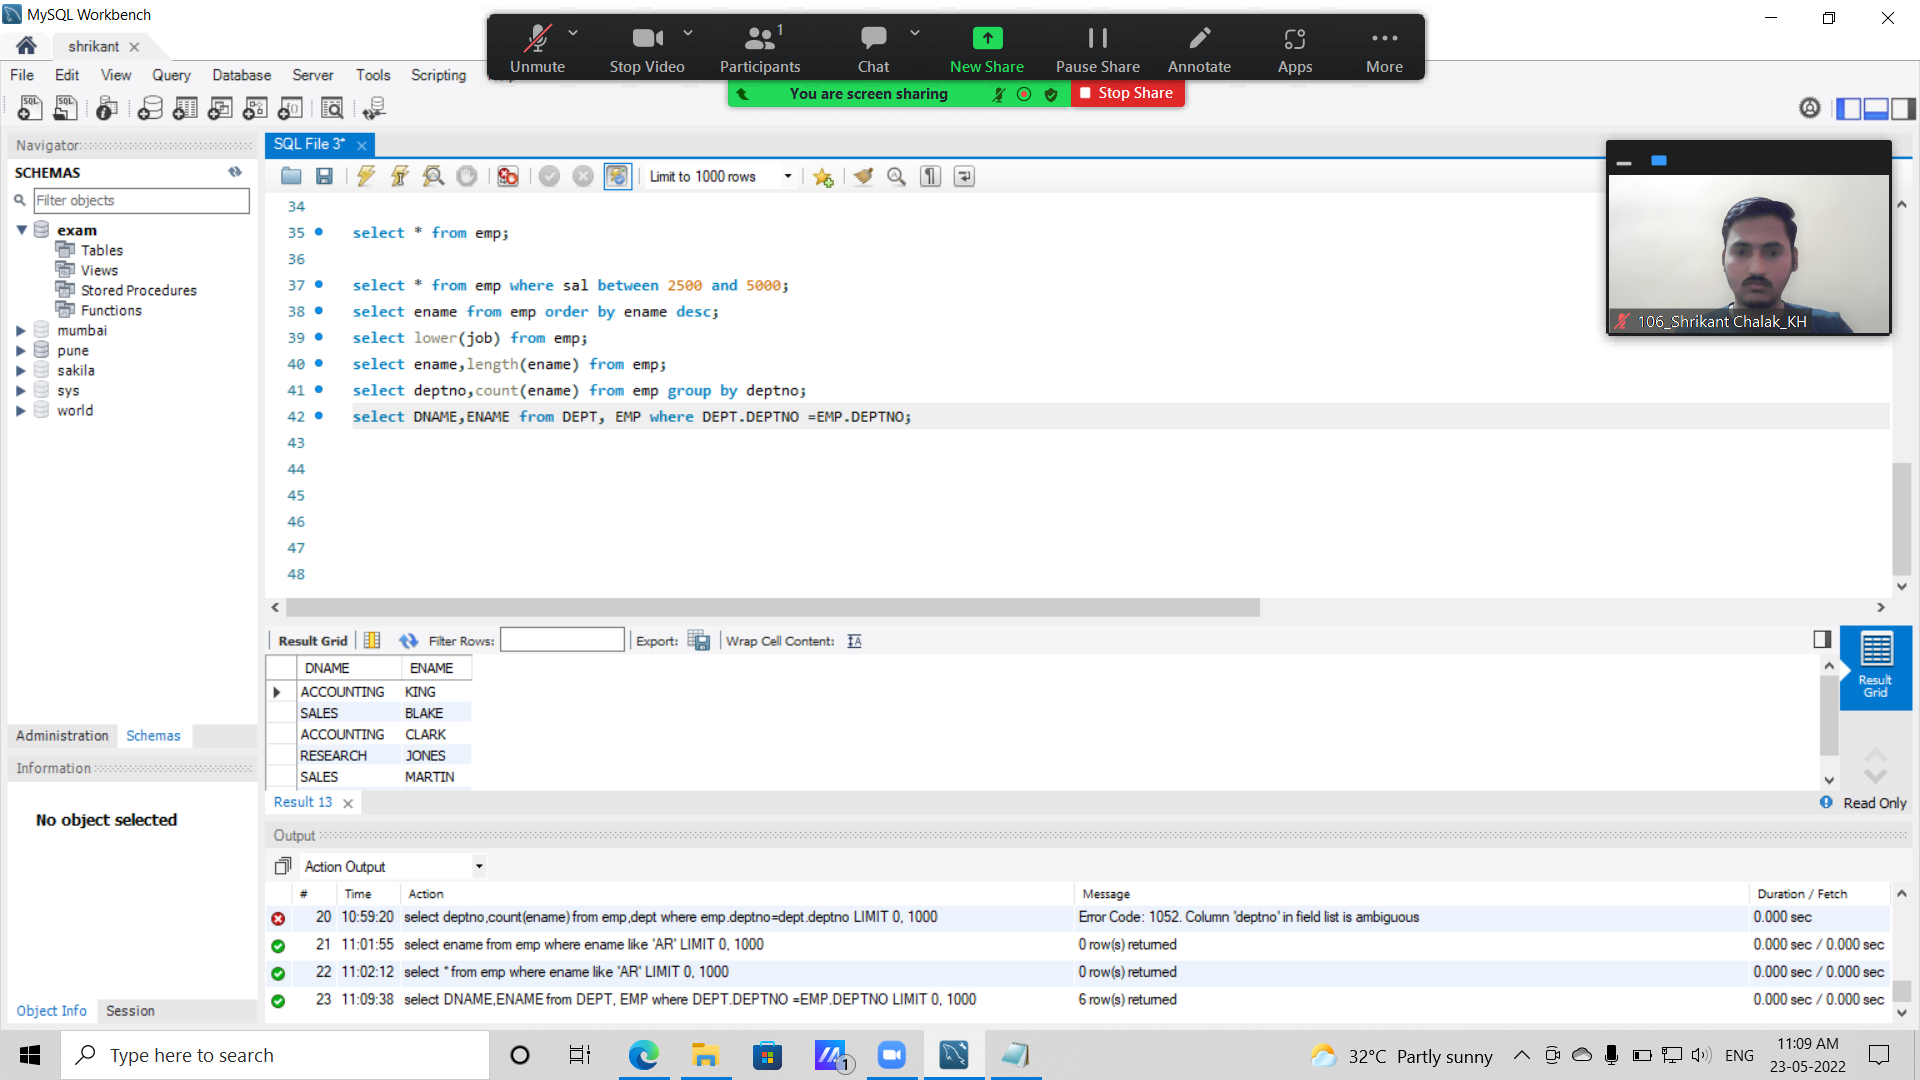 MySQL Workbench
shrikant
File Edit View Query Database Server Tools Scripting
Unmute Stop Video Participants 1 Chat New Share Pause Share Annotate Apps More
You are screen sharing Stop Share
Navigator
SCHEMAS
Filter objects
exam
Tables
Views
Stored Procedures
Functions
mumbai
pune
sakila
sys
world
Administration Schemas
Information
No object selected
Object Info Session
SQL File 3*
Limit to 1000 rows
34
35 select * from emp;
36
37 select * from emp where sal between 2500 and 5000;
38 select ename from emp order by ename desc;
39 select lower(job) from emp;
40 select ename,length(ename) from emp;
41 select deptno,count(ename) from emp group by deptno;
42 select DNAME,ENAME from DEPT, EMP where DEPT.DEPTNO =EMP.DEPTNO;
43
44
45
46
47
48
106_Shrikant Chalak_KH
Result Grid Filter Rows: Export: Wrap Cell Content:
DNAME ENAME
ACCOUNTING KING
SALES BLAKE
ACCOUNTING CLARK
RESEARCH JONES
SALES MARTIN
Result Grid
Result 13
Read Only
Output
Action Output
# Time Action Message Duration / Fetch
20 10:59:20 select deptno,count(ename) from emp,dept where emp.deptno=dept.deptno LIMIT 0, 1000 Error Code: 1052. Column 'deptno' in field list is ambiguous 0.000 sec
21 11:01:55 select ename from emp where ename like 'AR' LIMIT 0, 1000 0 row(s) returned 0.000 sec / 0.000 sec
22 11:02:12 select * from emp where ename like 'AR' LIMIT 0, 1000 0 row(s) returned 0.000 sec / 0.000 sec
23 11:09:38 select DNAME,ENAME from DEPT, EMP where DEPT.DEPTNO =EMP.DEPTNO LIMIT 0, 1000 6 row(s) returned 0.000 sec / 0.000 sec
Type here to search
1
32°C Partly sunny
ENG
11:09 AM
23-05-2022